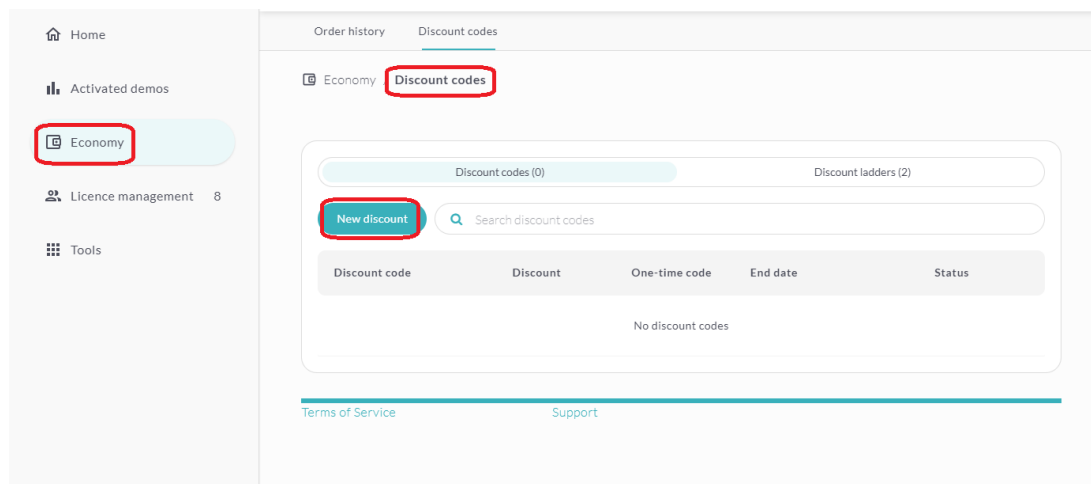 Home
Activated demos
Economy
Licence management 8
Tools
Order history Discount codes
Economy / Discount codes
Discount codes (0) Discount ladders (2)
New discount Search discount codes
Discount code Discount One-time code End date Status
No discount codes
Terms of Service Support